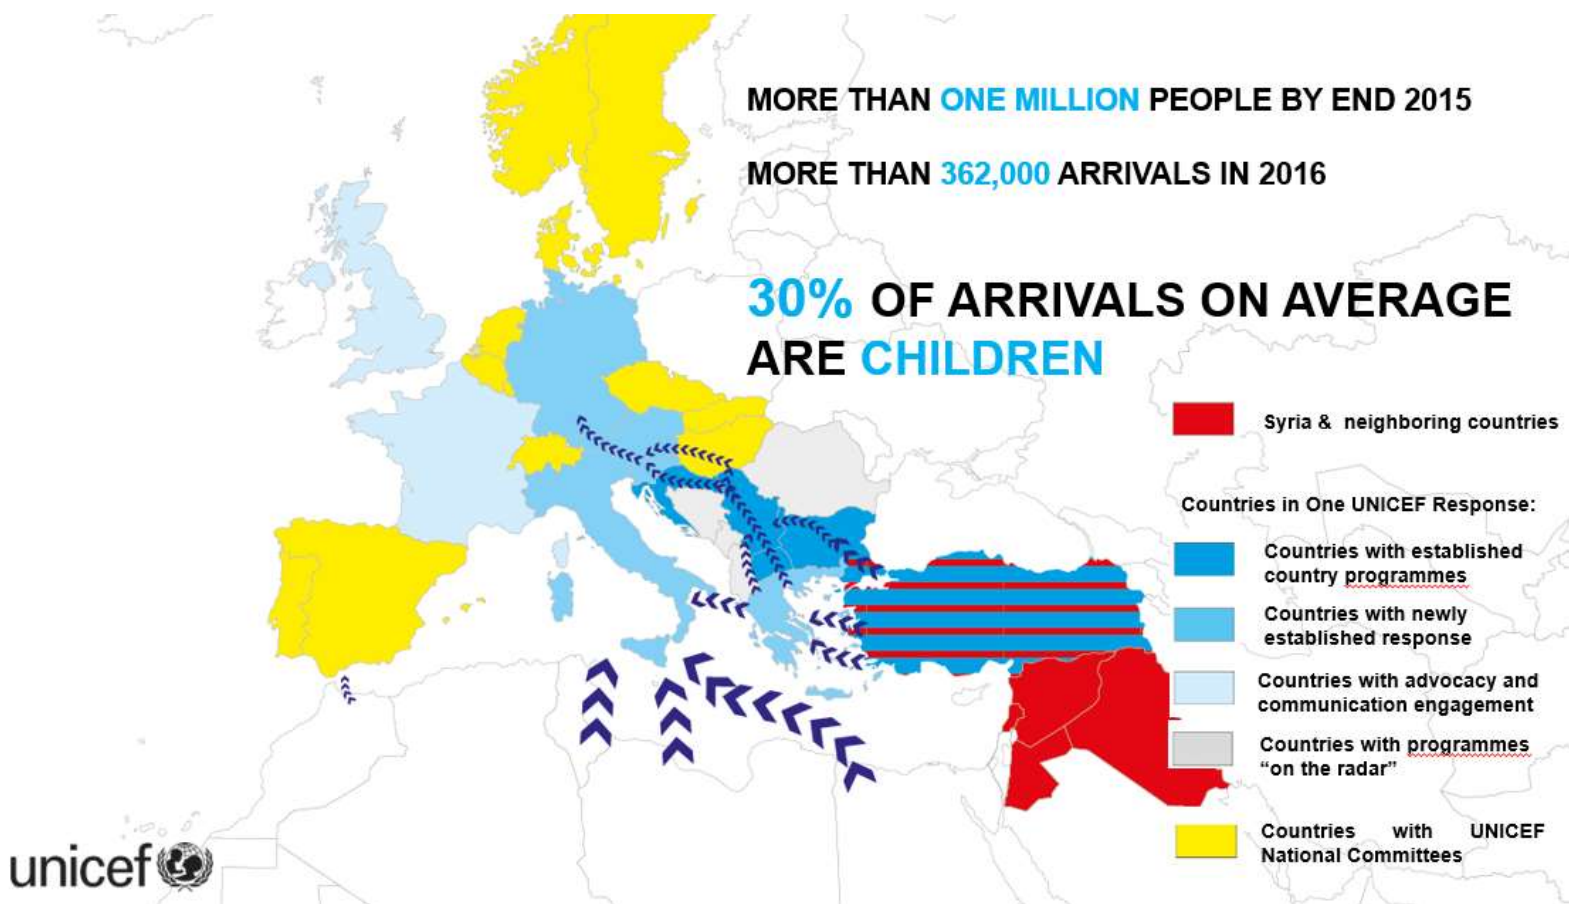 MORE THAN ONE MILLION PEOPLE BY END 2015
MORE THAN 362,000 ARRIVALS IN 2016
30% OF ARRIVALS ON AVERAGE
ARE CHILDREN
Syria & neighboring countries
Countries in One UNICEF Response:
Countries with established
country programmes
Countries with newly
established response
Countries with advocacy and
communication engagement
Countries with programmes
“on the radar”
Countries with UNICEF
National Committees
unicef